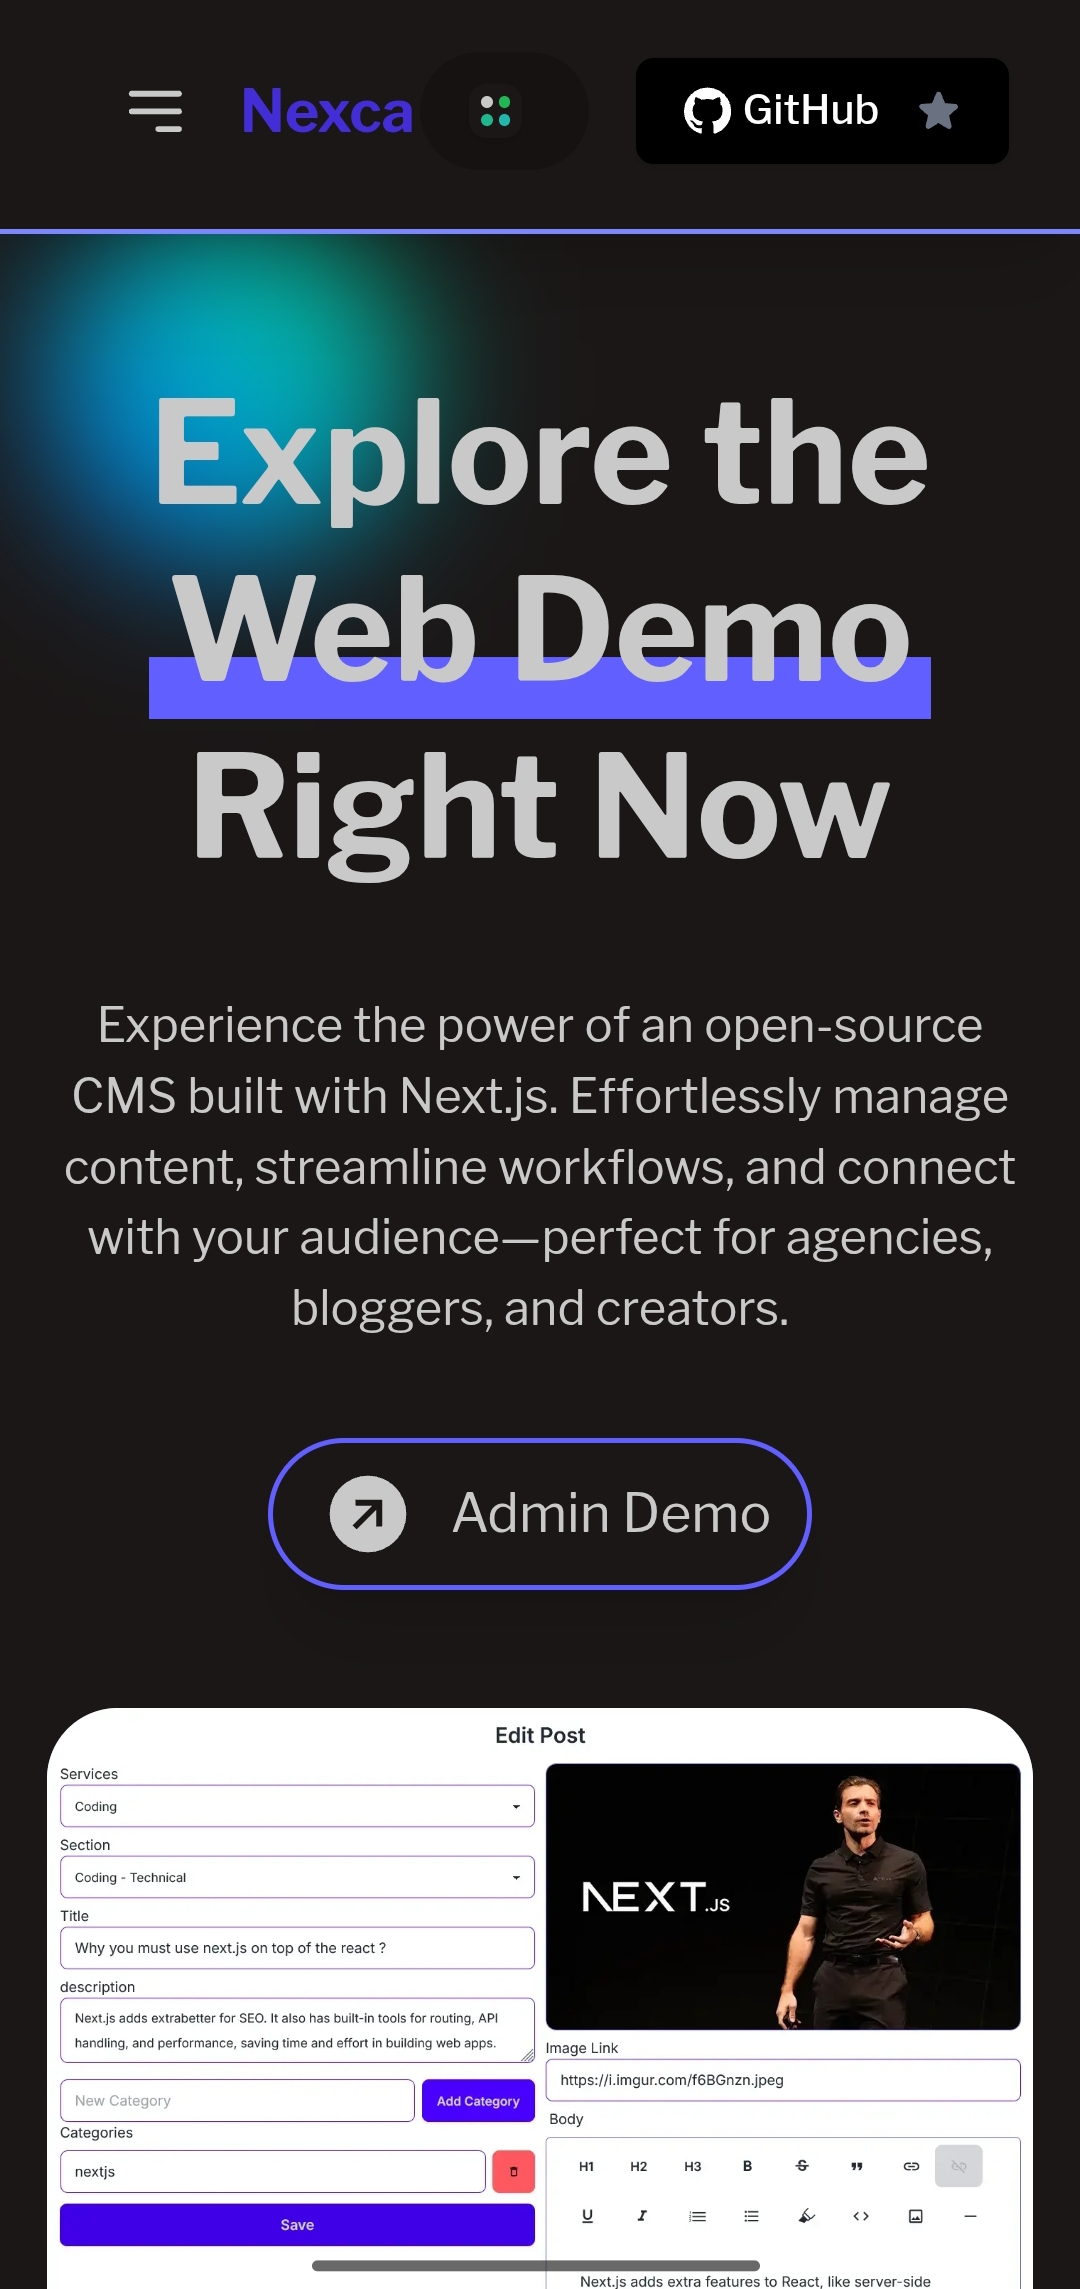 Nexca
GitHub
Explore the
Web Demo
Right Now
Experience the power of an open-source
CMS built with Next.js. Effortlessly manage
content, streamline workflows, and connect
with your audience—perfect for agencies,
bloggers, and creators.
Admin Demo
Edit Post
Services
Coding
Section
Coding - Technical
Title
Why you must use next.js on top of the react ?
description
Next.js adds extrabetter for SEO. It also has built-in tools for routing, API
handling, and performance, saving time and effort in building web apps.
New Category
Add Category
Categories
nextjs
Save
NEXT.JS
Image Link
https://i.imgur.com/f6BGnzn.jpeg
Body
H1 H2 H3 B S
U I
Next.js adds extra features to React, like server-side